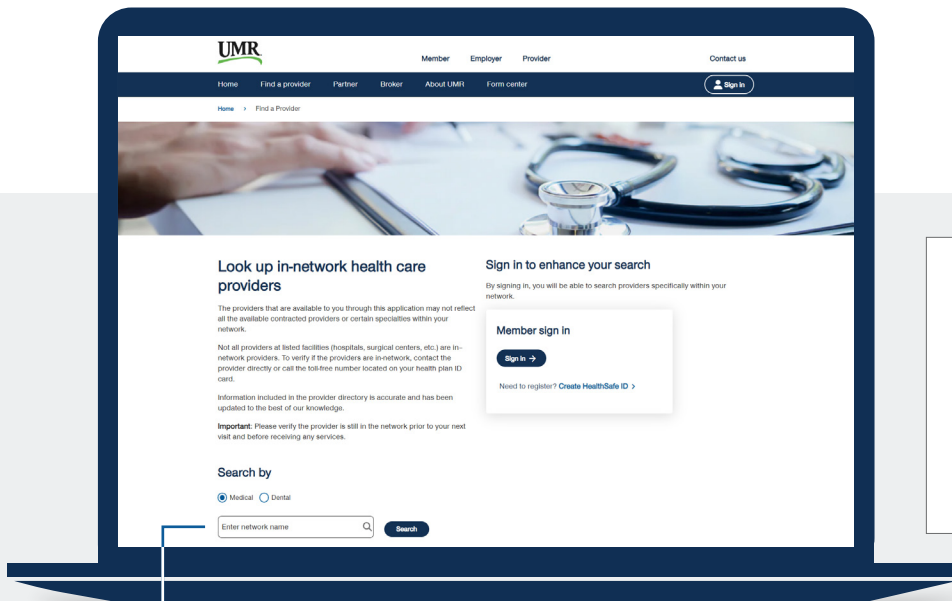 UMR
Member Employer Provider Contact us
Home Find a provider Partner Broker About UMR Form center Sign in
Home > Find a Provider
Look up in-network health care
providers
The providers that are available to you through this application may not reflect
all the available contracted providers or certain specialties within your
network.
Not all providers at listed facilities (hospitals, surgical centers, etc.) are in-
network providers. To verify if the providers are in-network, contact the
provider directly or call the toll-free number located on your health plan ID
card.
Information included in the provider directory is accurate and has been
updated to the best of our knowledge.
Important: Please verify the provider is still in the network prior to your next
visit and before receiving any services.
Search by
Medical Dental
Enter network name Search
Sign in to enhance your search
By signing in, you will be able to search providers specifically within your
network.
Member sign in
Sign In →
Need to register? Create HealthSafe ID >